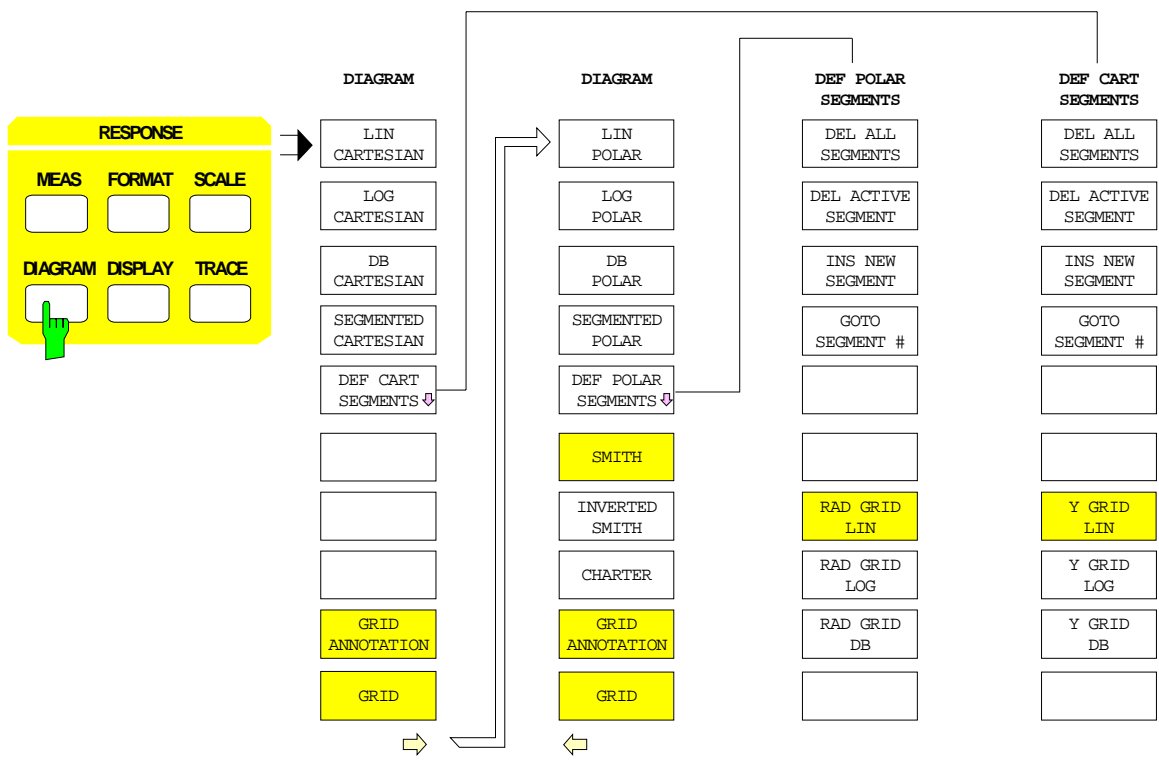 RESPONSE
MEAS FORMAT SCALE
DIAGRAM DISPLAY TRACE
DIAGRAM
LIN
CARTESIAN
LOG
CARTESIAN
DB
CARTESIAN
SEGMENTED
CARTESIAN
DEF CART
SEGMENTS
GRID
ANNOTATION
GRID
DIAGRAM
LIN
POLAR
LOG
POLAR
DB
POLAR
SEGMENTED
POLAR
DEF POLAR
SEGMENTS
SMITH
INVERTED
SMITH
CHARTER
GRID
ANNOTATION
GRID
DEF POLAR
SEGMENTS
DEL ALL
SEGMENTS
DEL ACTIVE
SEGMENT
INS NEW
SEGMENT
GOTO
SEGMENT #
RAD GRID
LIN
RAD GRID
LOG
RAD GRID
DB
DEF CART
SEGMENTS
DEL ALL
SEGMENTS
DEL ACTIVE
SEGMENT
INS NEW
SEGMENT
GOTO
SEGMENT #
Y GRID
LIN
Y GRID
LOG
Y GRID
DB